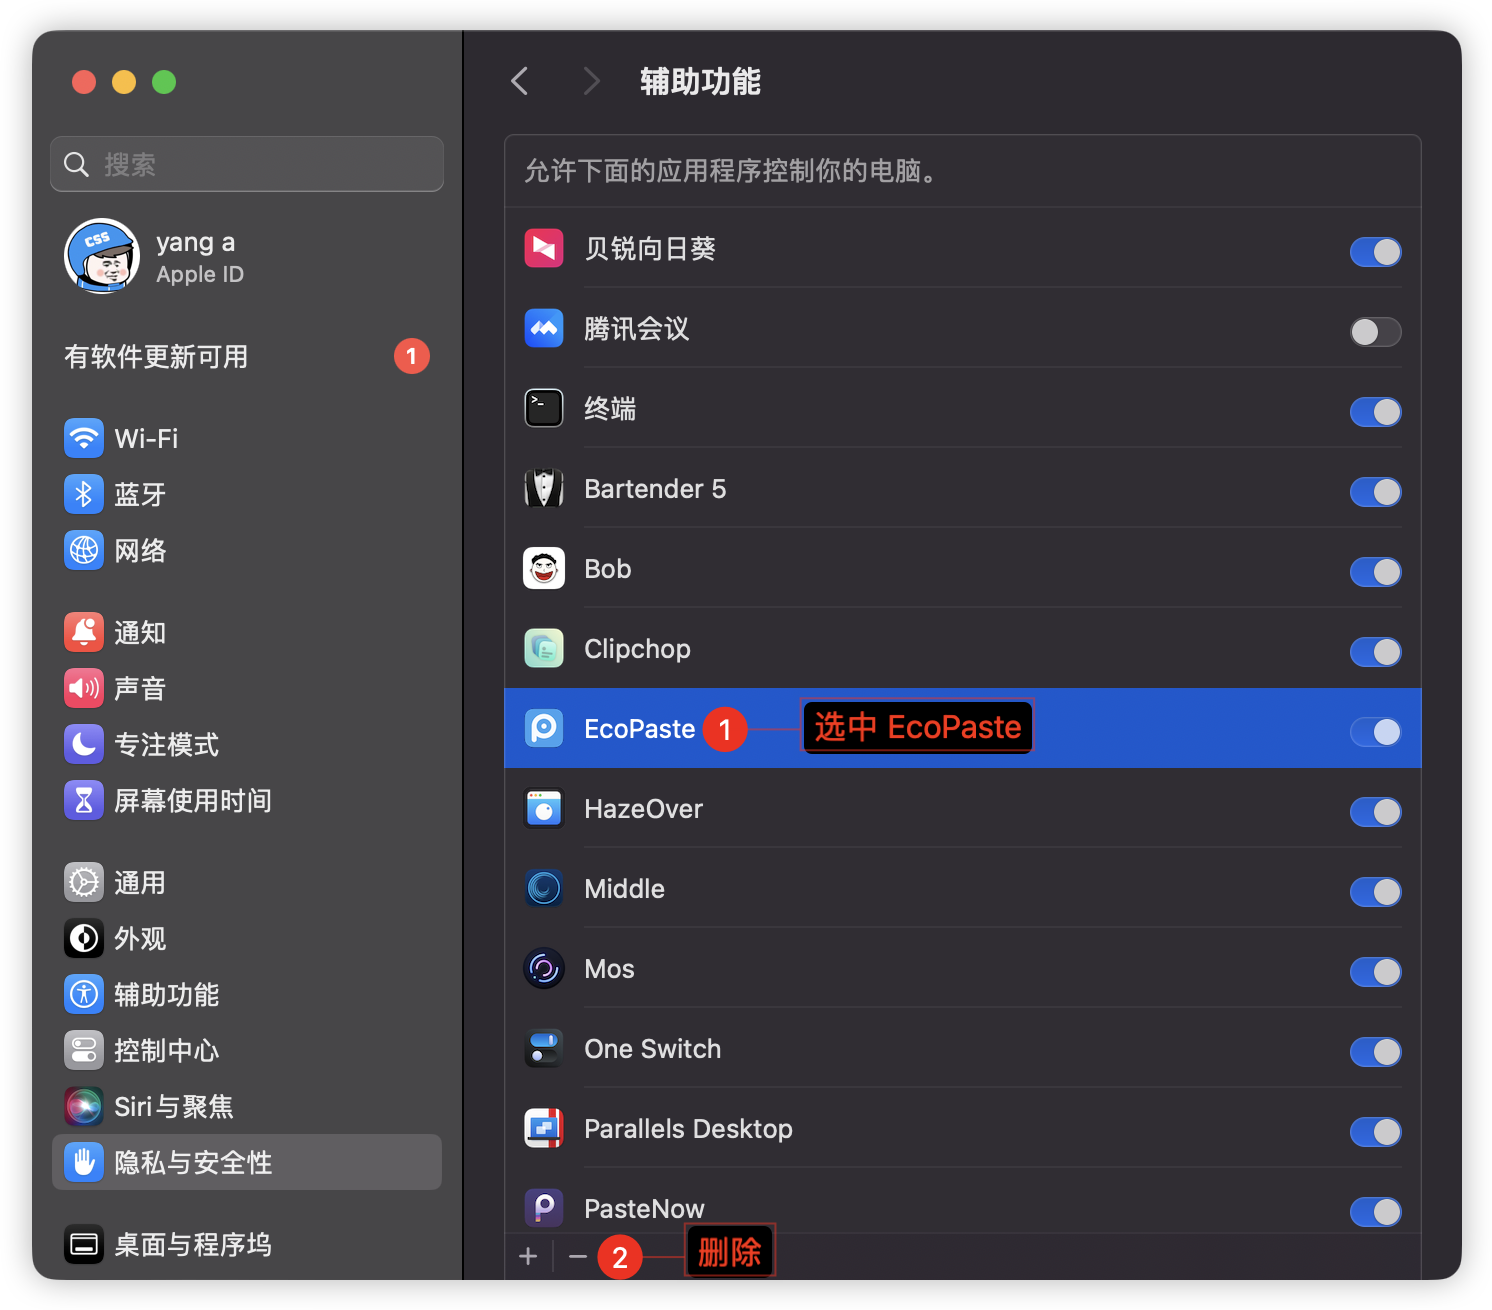 辅助功能
搜索
允许下面的应用程序控制你的电脑。
css
yang a
Apple ID
有软件更新可用
1
Wi-Fi
蓝牙
网络
通知
声音
专注模式
屏幕使用时间
通用
外观
辅助功能
控制中心
Siri与聚焦
隐私与安全性
桌面与程序坞
贝锐向日葵
腾讯会议
终端
Bartender 5
Bob
Clipchop
EcoPaste
1
选中 EcoPaste
HazeOver
Middle
Mos
One Switch
Parallels Desktop
PasteNow
2
删除